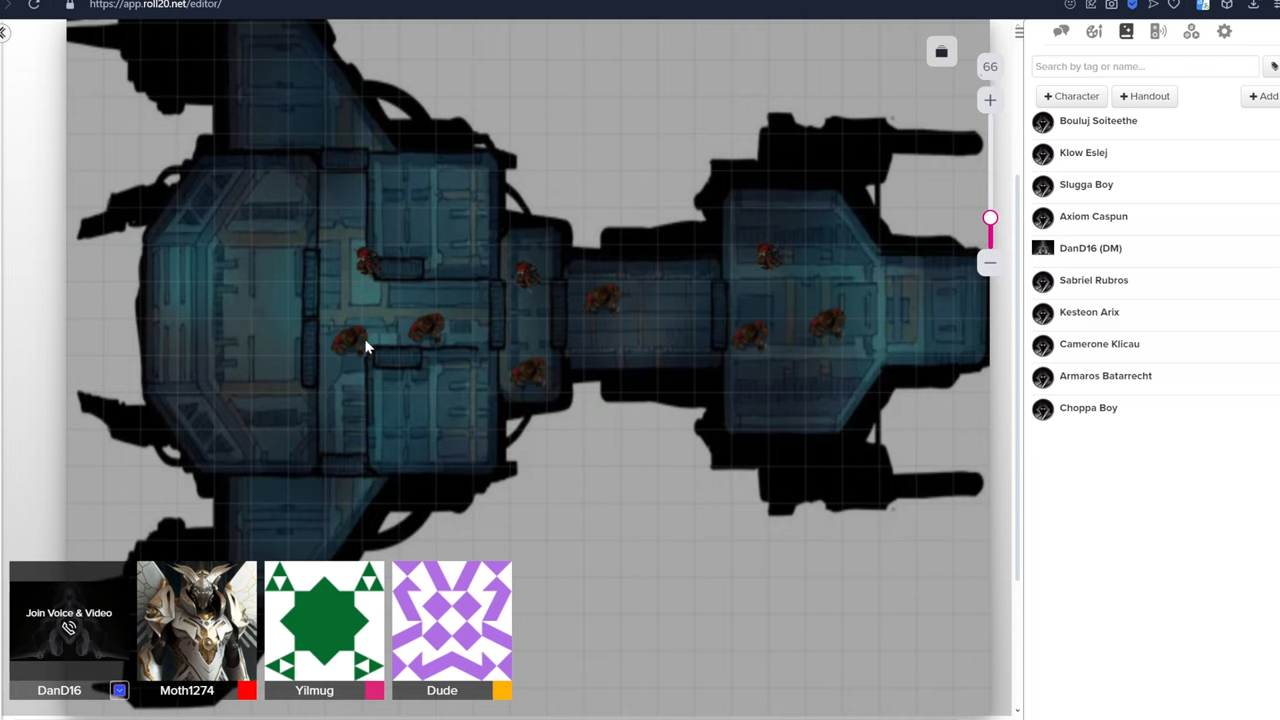 https://app.roll20.net/editor/
66
Search by tag or name...
+ Character
+ Handout
+ Add
Bouluj Soiteethe
Klow Eslej
Slugga Boy
Axiom Caspun
DanD16 (DM)
Sabriel Rubros
Kesteon Arix
Camerone Klicau
Armaros Batarrecht
Choppa Boy
Join Voice & Video
DanD16
Moth1274
Yilmug
Dude